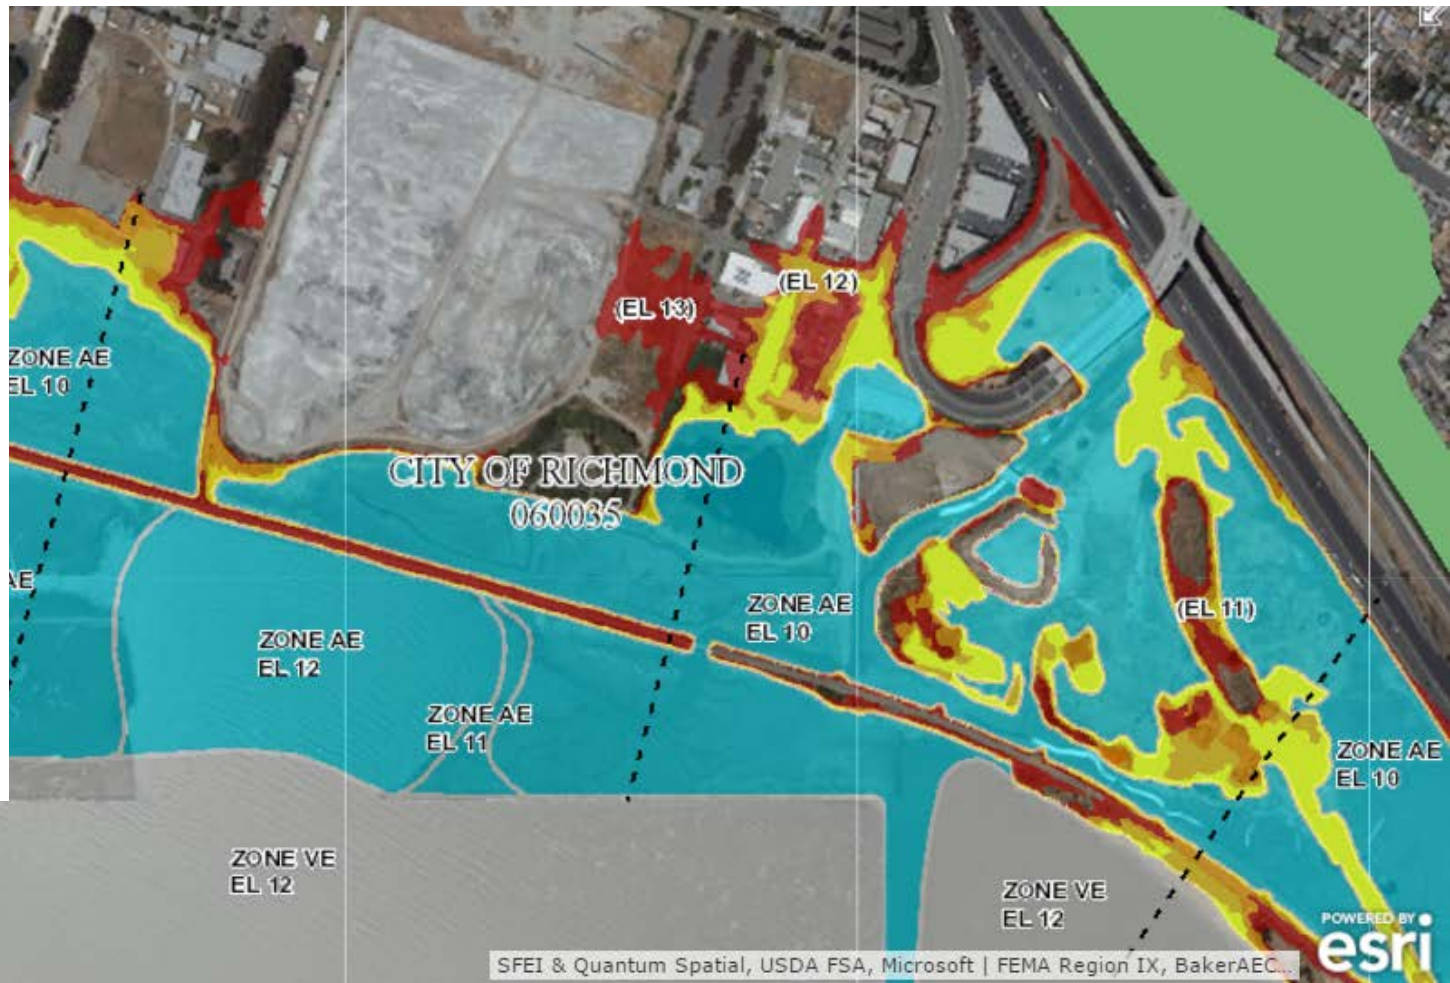 (EL 12)
(EL 13)
ZONE AE
EL 10
CITY OF RICHMOND
060035
AE
ZONE AE
EL 10
(EL 11)
ZONE AE
EL 12
ZONE AE
EL 11
ZONE AE
EL 10
ZONE VE
EL 12
ZONE VE
EL 12
POWERED BY
esri
SFEI & Quantum Spatial, USDA FSA, Microsoft | FEMA Region IX, BakerAEC...